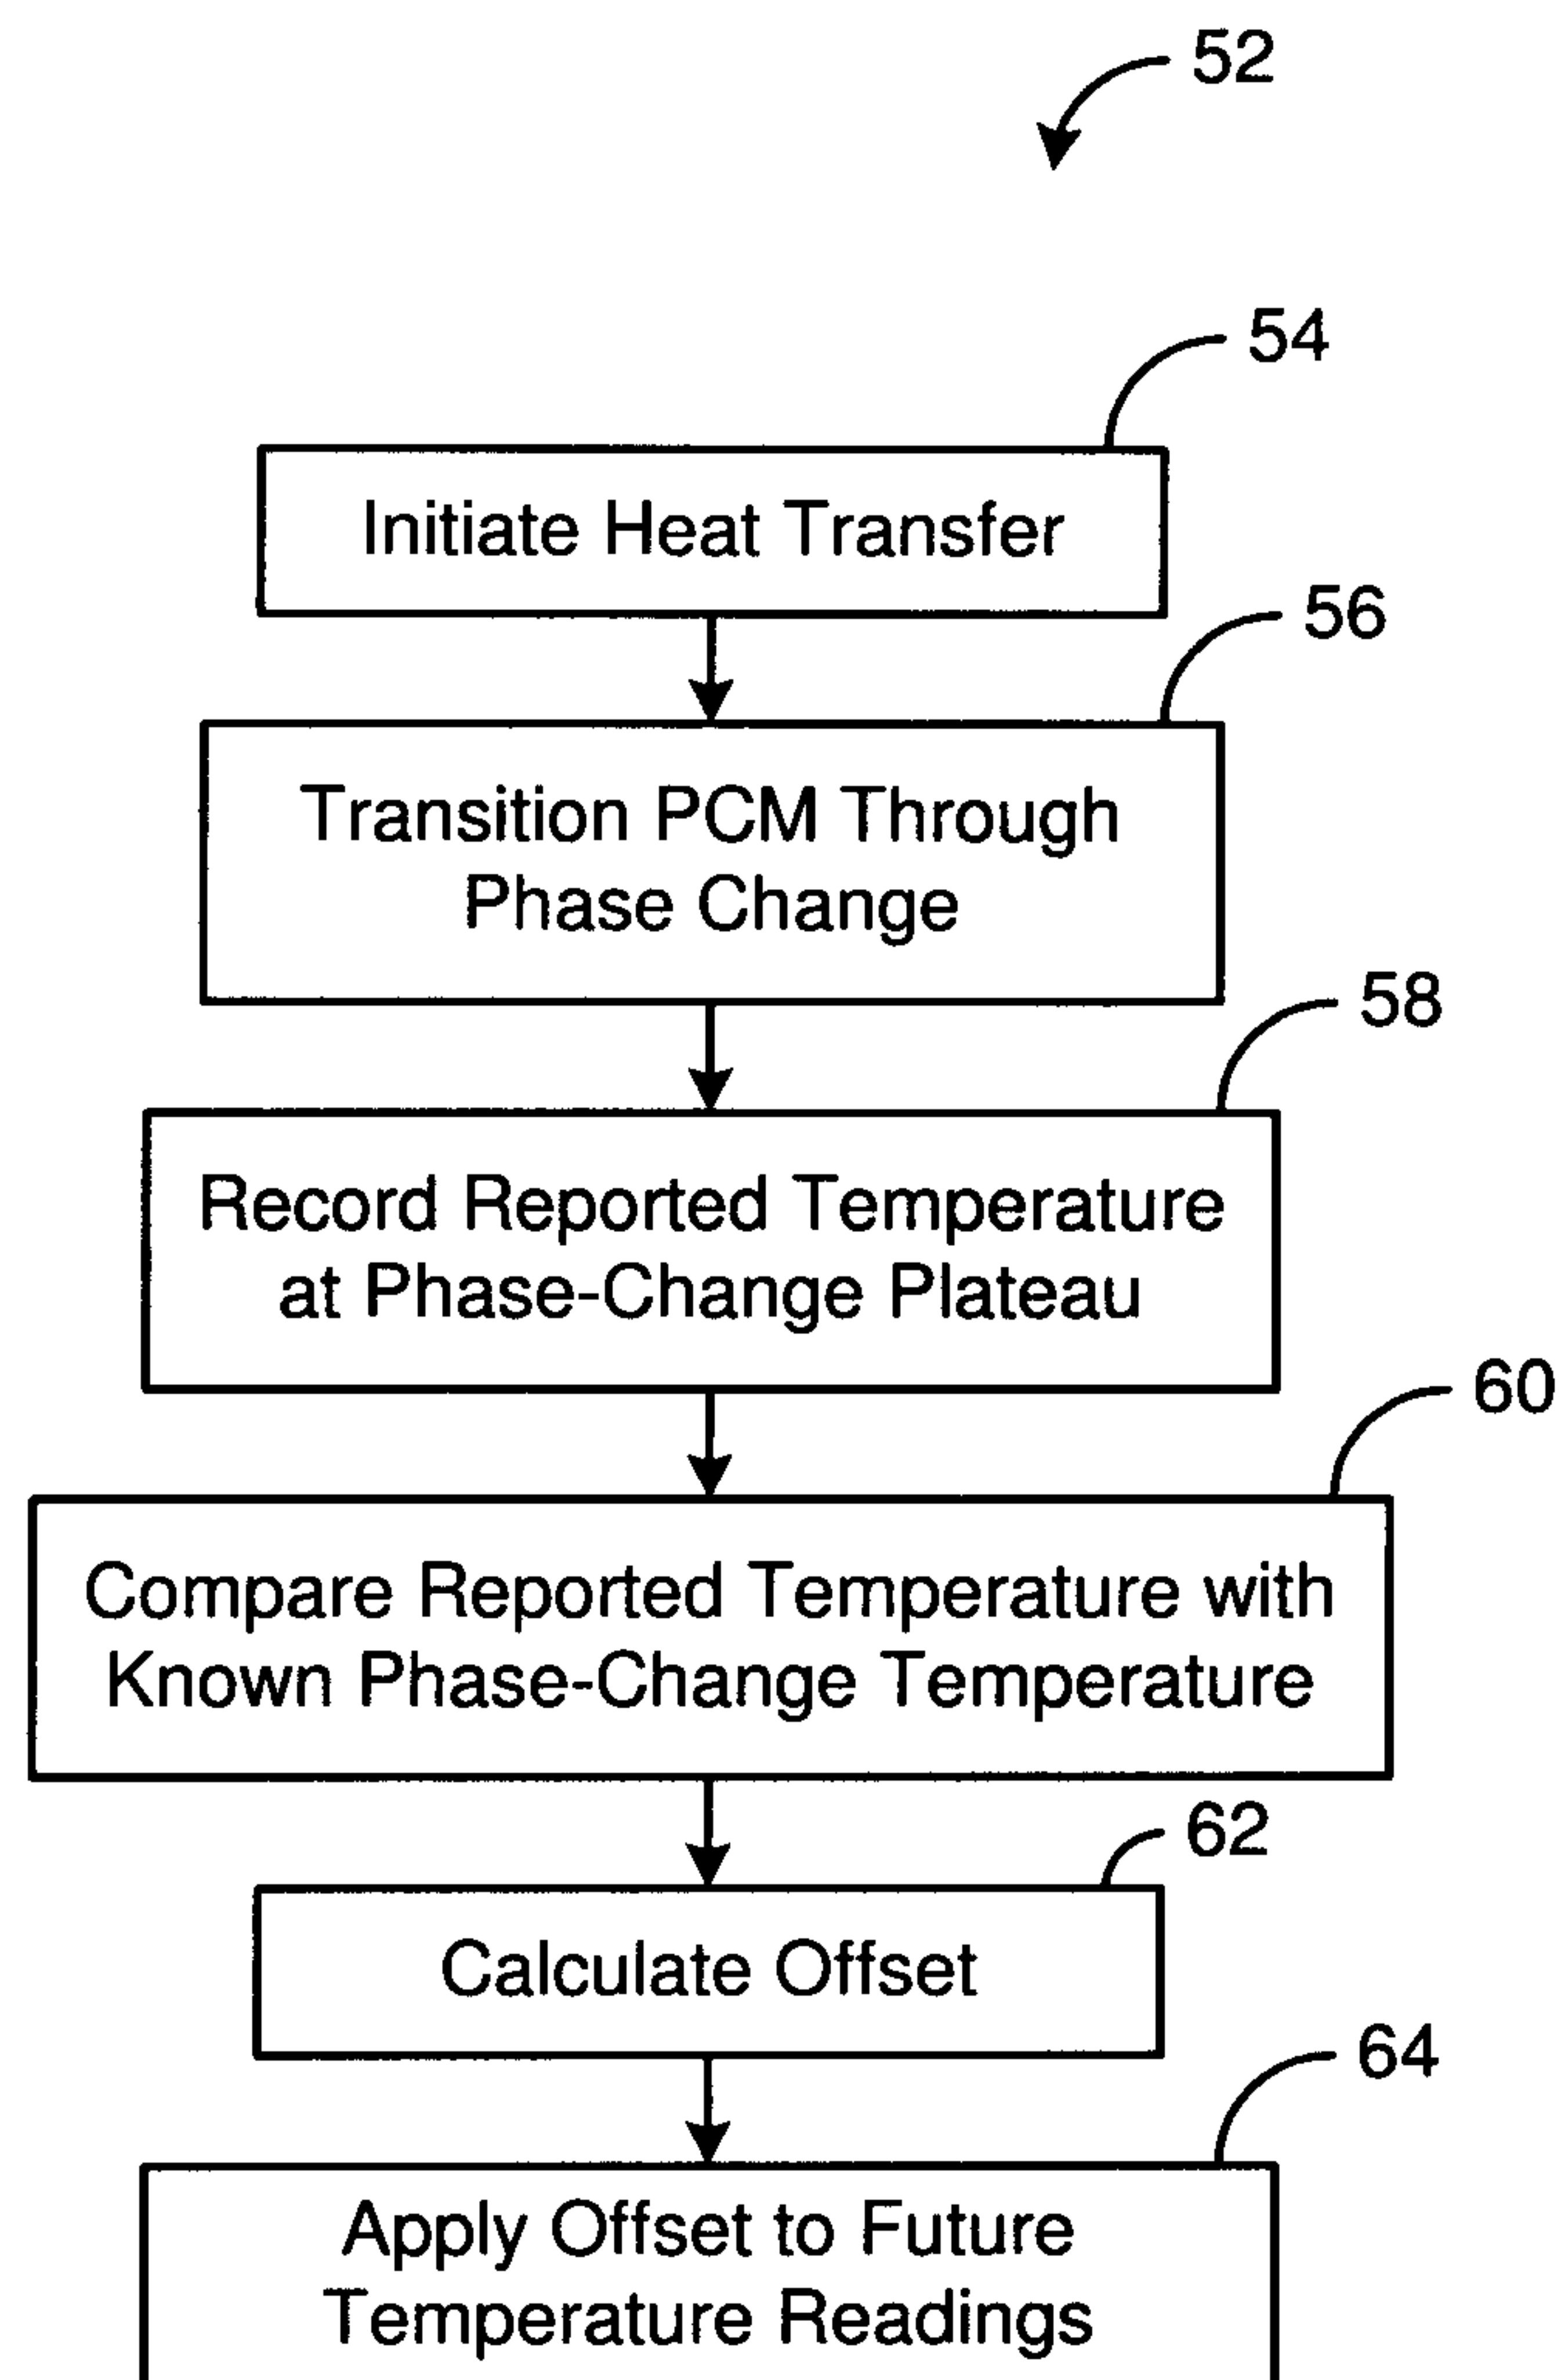 52
54
Initiate Heat Transfer
56
Transition PCM Through
Phase Change
58
Record Reported Temperature
at Phase-Change Plateau
60
Compare Reported Temperature with
Known Phase-Change Temperature
62
Calculate Offset
64
Apply Offset to Future
Temperature Readings